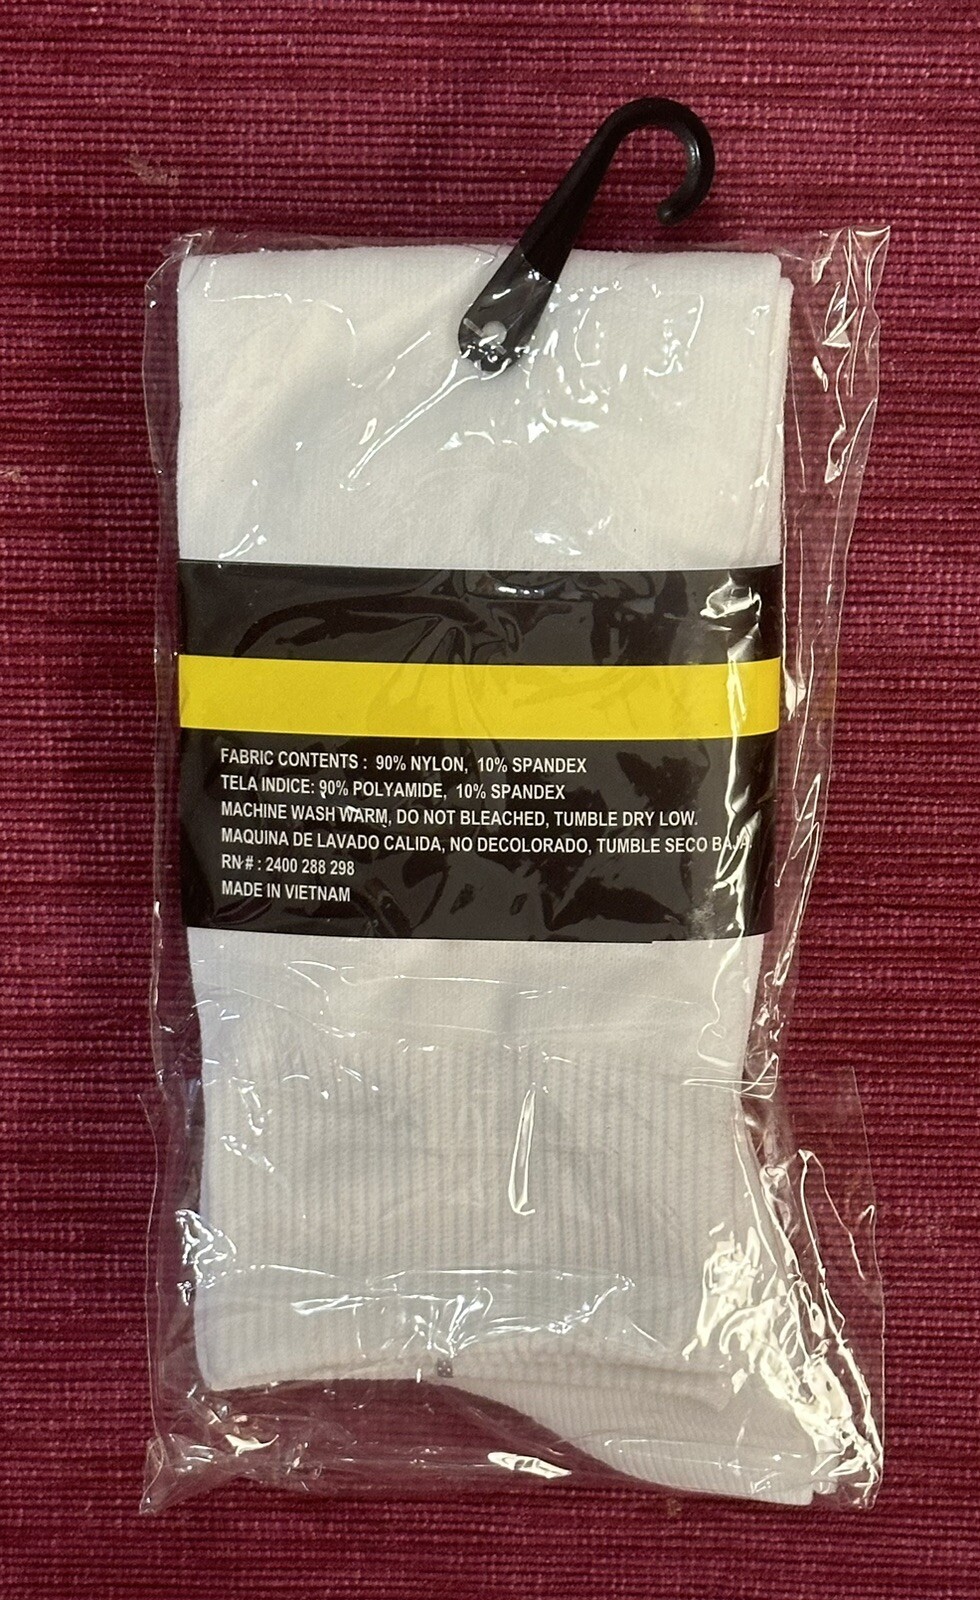 FABRIC CONTENTS : 90% NYLON, 10% SPANDEX
TELA INDICE: 90% POLYAMIDE, 10% SPANDEX
MACHINE WASH WARM, DO NOT BLEACHED, TUMBLE DRY LOW.
MAQUINA DE LAVADO CALIDA, NO DECOLORADO, TUMBLE SECO BAJA.
RN # : 2400 288 298
MADE IN VIETNAM